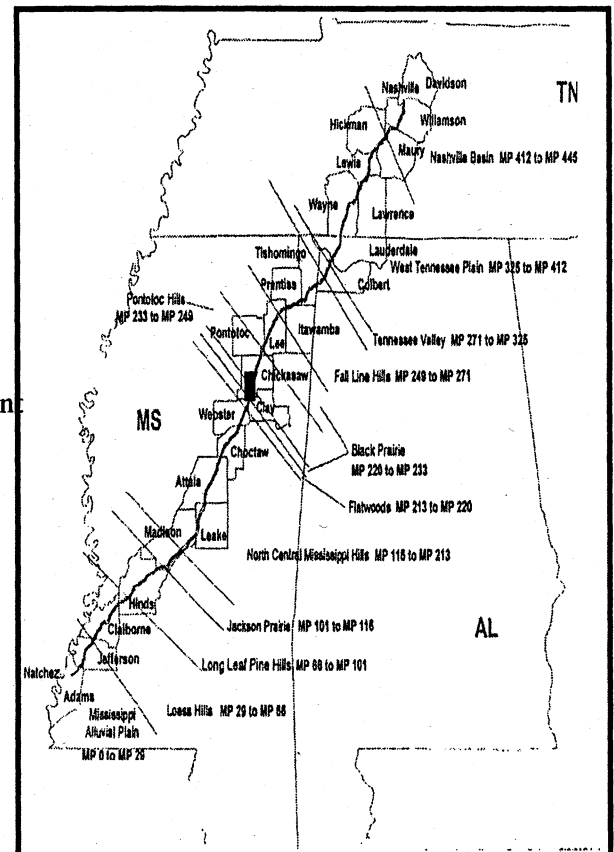 Nashville
Davidson
TN
Hickman
Williamson
Maury
Nashville Basin MP 412 to MP 445
Lewis
Wayne
Lawrence
Lauderdale
Tishomingo
West Tennessee Plain MP 325 to MP 412
Prentiss
Colbert
Pontoloc Hills
MP 233 to MP 249
Itawamba
Pontotoc
Lee
Tennessee Valley MP 271 to MP 325
Chickasaw
Fall Line Hills MP 249 to MP 271
nt
Webster
Clay
MS
Choctaw
Black Prairie
MP 220 to MP 233
Attala
Flatwoods MP 213 to MP 220
Madison
Leake
North Central Mississippi Hills MP 116 to MP 213
Hinds
Jackson Prairie MP 101 to MP 116
AL
Claiborne
Jefferson
Long Leaf Pine Hills MP 66 to MP 101
Natchez
Adams
Loess Hills MP 29 to MP 66
Mississippi
Alluvial Plain
MP 0 to MP 29